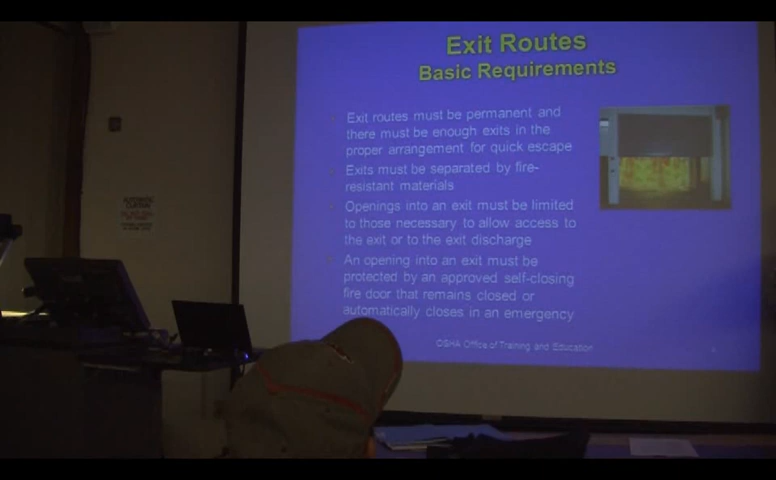 Exit Routes
Basic Requirements
Exit routes must be permanent and
there must be enough exits in the
proper arrangement for quick escape
Exits must be separated by fire-
resistant materials
Openings into an exit must be limited
to those necessary to allow access to
the exit or to the exit discharge
An opening into an exit must be
protected by an approved self-closing
fire door that remains closed or
automatically closes in an emergency
OSHA Office of Training and Education
AUTOMATIC
CURTAIN